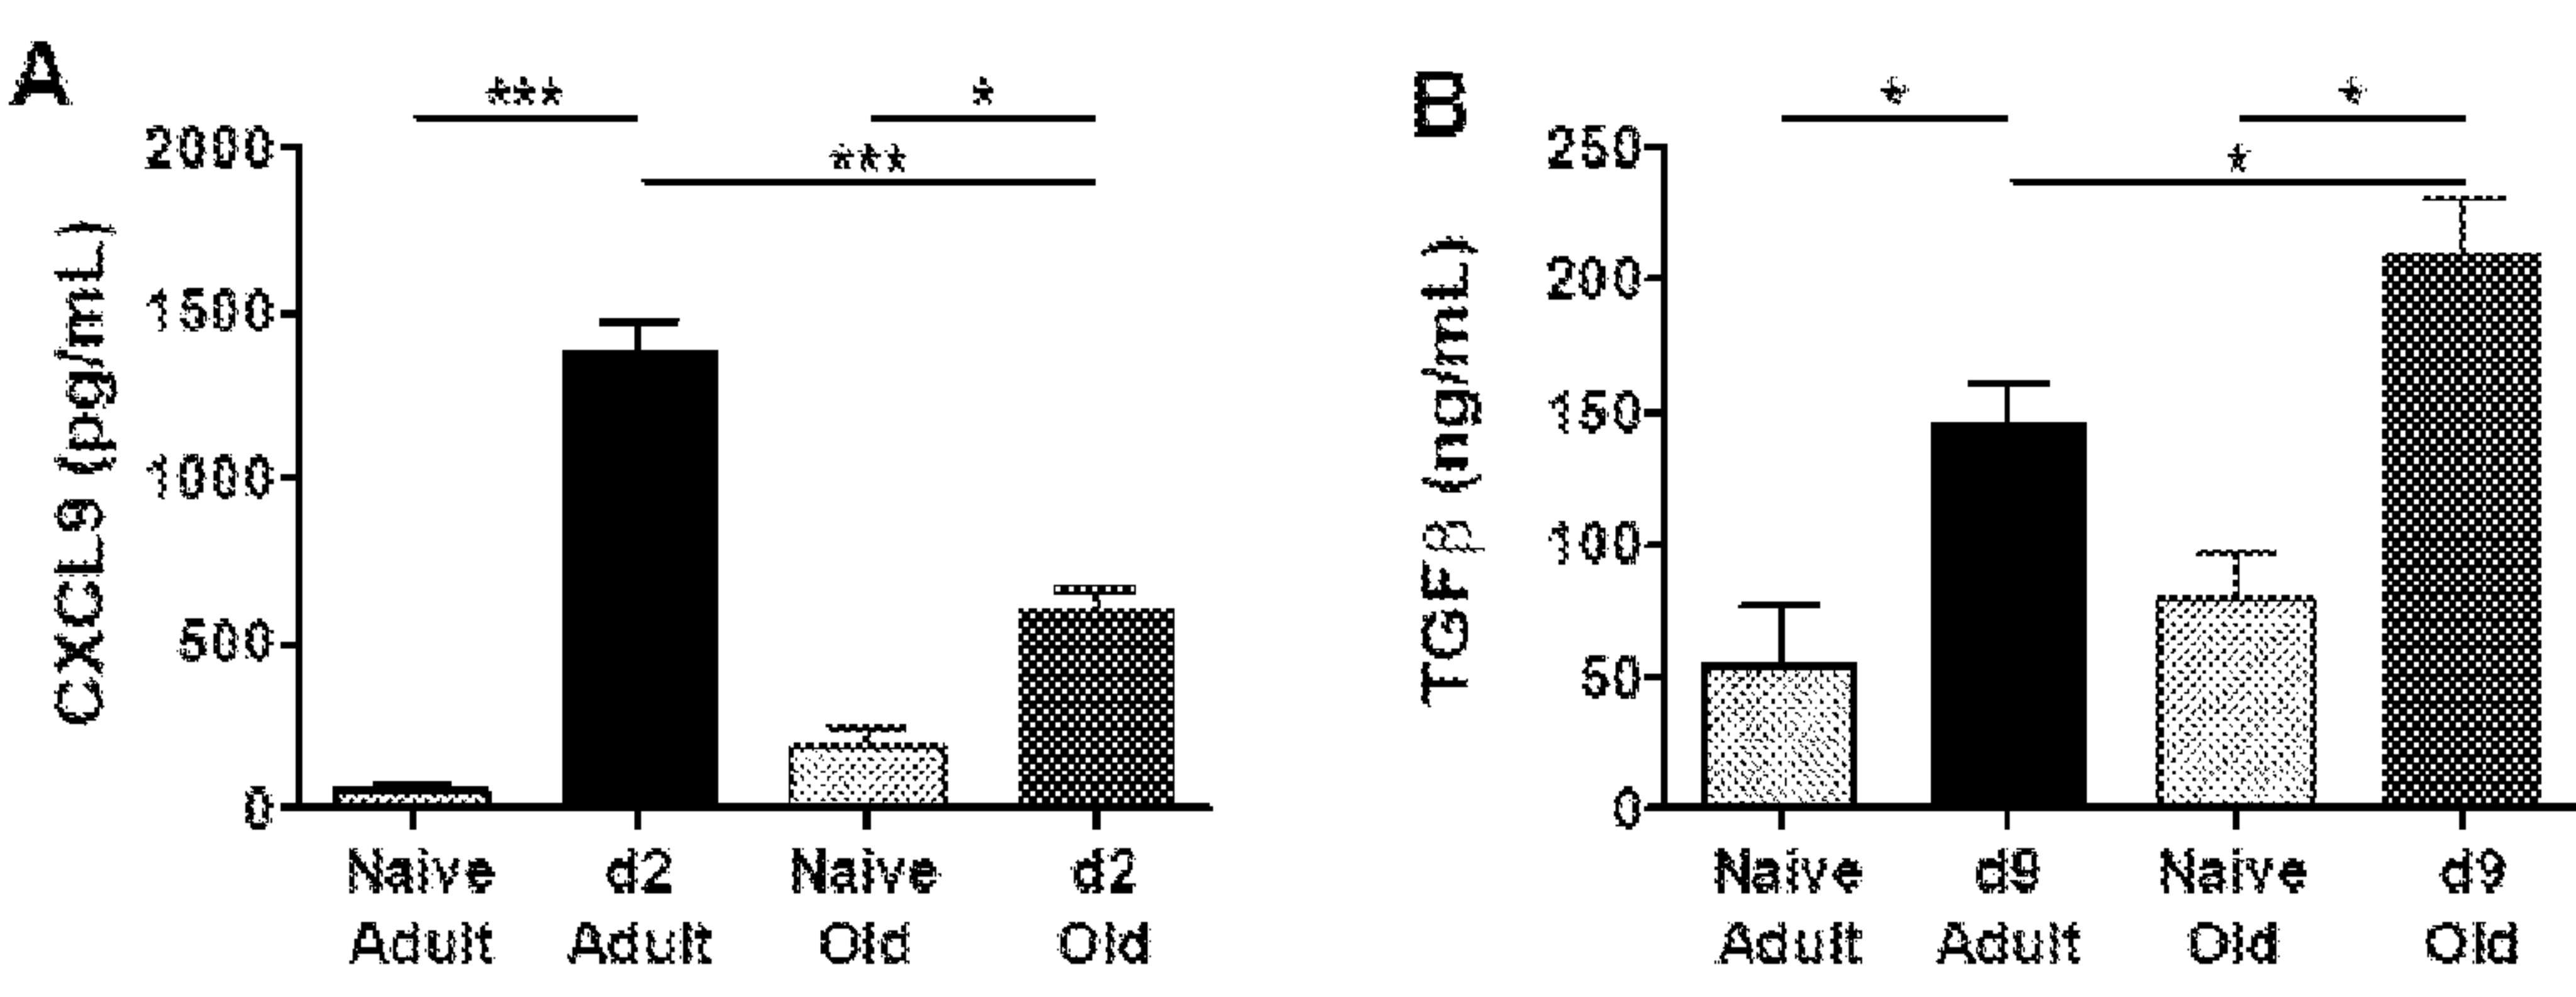 A
***
*
***
2000
1500
1000
500
0
CXCL9 (pg/mL)
Naive Adult
d2 Adult
Naive Old
d2 Old
B
*
*
*
250
200
150
100
50
0
TGFβ (ng/mL)
Naive Adult
d9 Adult
Naive Old
d9 Old